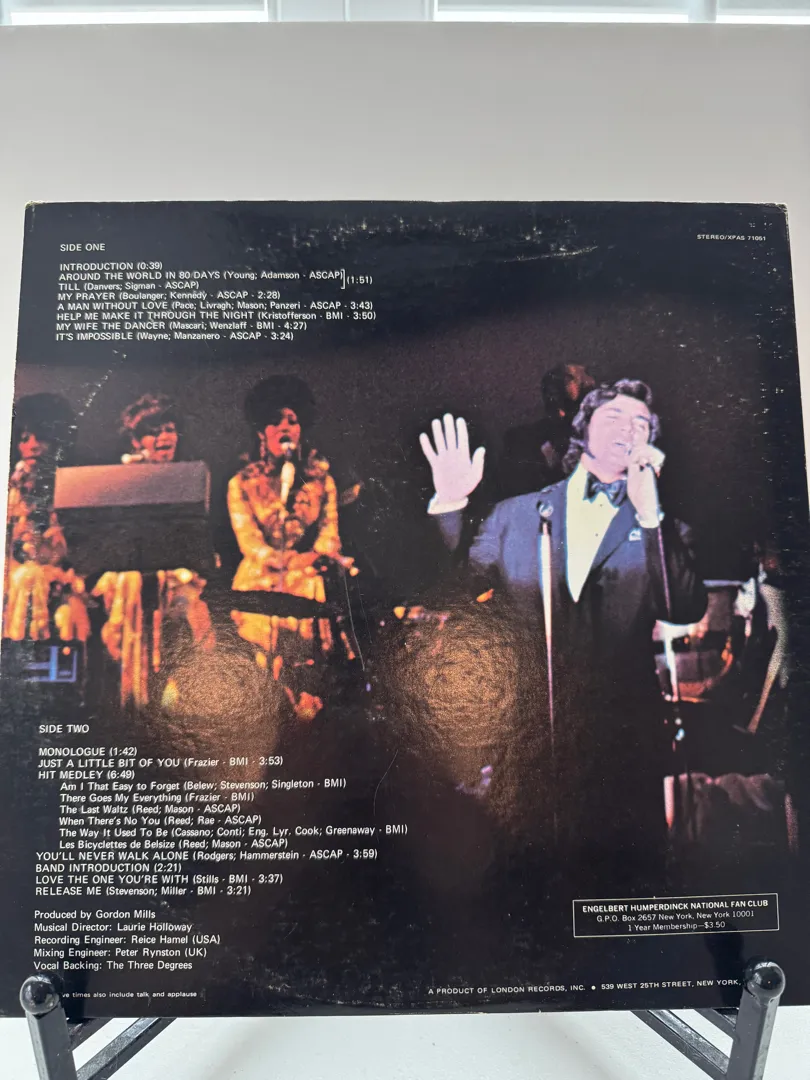 SIDE ONE
STEREO/XPAS 71051
INTRODUCTION (0:39)
AROUND THE WORLD IN 80 DAYS (Young; Adamson - ASCAP)
TILL (Danvers; Sigman - ASCAP)
(1:51)
MY PRAYER (Boulanger; Kennedy - ASCAP - 2:28)
A MAN WITHOUT LOVE (Pace; Livragh; Mason; Panzeri - ASCAP - 3:43)
HELP ME MAKE IT THROUGH THE NIGHT (Kristofferson - BMI - 3:50)
MY WIFE THE DANCER (Mascari; Wenzlaff - BMI - 4:27)
IT'S IMPOSSIBLE (Wayne; Manzanero - ASCAP - 3:24)
SIDE TWO
MONOLOGUE (1:42)
JUST A LITTLE BIT OF YOU (Frazier - BMI - 3:53)
HIT MEDLEY (6:49)
Am I That Easy to Forget (Belew; Stevenson; Singleton - BMI)
There Goes My Everything (Frazier - BMI)
The Last Waltz (Reed; Mason - ASCAP)
When There's No You (Reed; Rae - ASCAP)
The Way It Used To Be (Cassano; Conti; Eng. Lyr. Cook; Greenaway - BMI)
Les Bicyclettes de Belsize (Reed; Mason - ASCAP)
YOU'LL NEVER WALK ALONE (Rodgers; Hammerstein - ASCAP - 3:59)
BAND INTRODUCTION (2:21)
LOVE THE ONE YOU'RE WITH (Stills - BMI - 3:37)
RELEASE ME (Stevenson; Miller - BMI - 3:21)
Produced by Gordon Mills
Musical Director: Laurie Holloway
Recording Engineer: Reice Hamel (USA)
Mixing Engineer: Peter Rynston (UK)
Vocal Backing: The Three Degrees
ENGELBERT HUMPERDINCK NATIONAL FAN CLUB
G.P.O. Box 2657 New York, New York 10001
1 Year Membership—$3.50
times also include talk and applause
A PRODUCT OF LONDON RECORDS, INC. • 539 WEST 25TH STREET, NEW YORK,